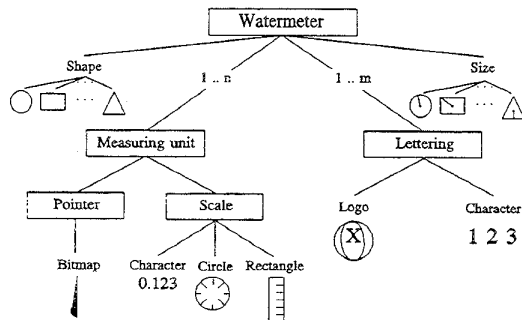 Watermeter
Shape
1 .. n
1 .. m
Size
. . .
. . .
Measuring unit
Lettering
Pointer
Scale
Logo
Character
X
1 2 3
Bitmap
Character
Circle
Rectangle
0.123